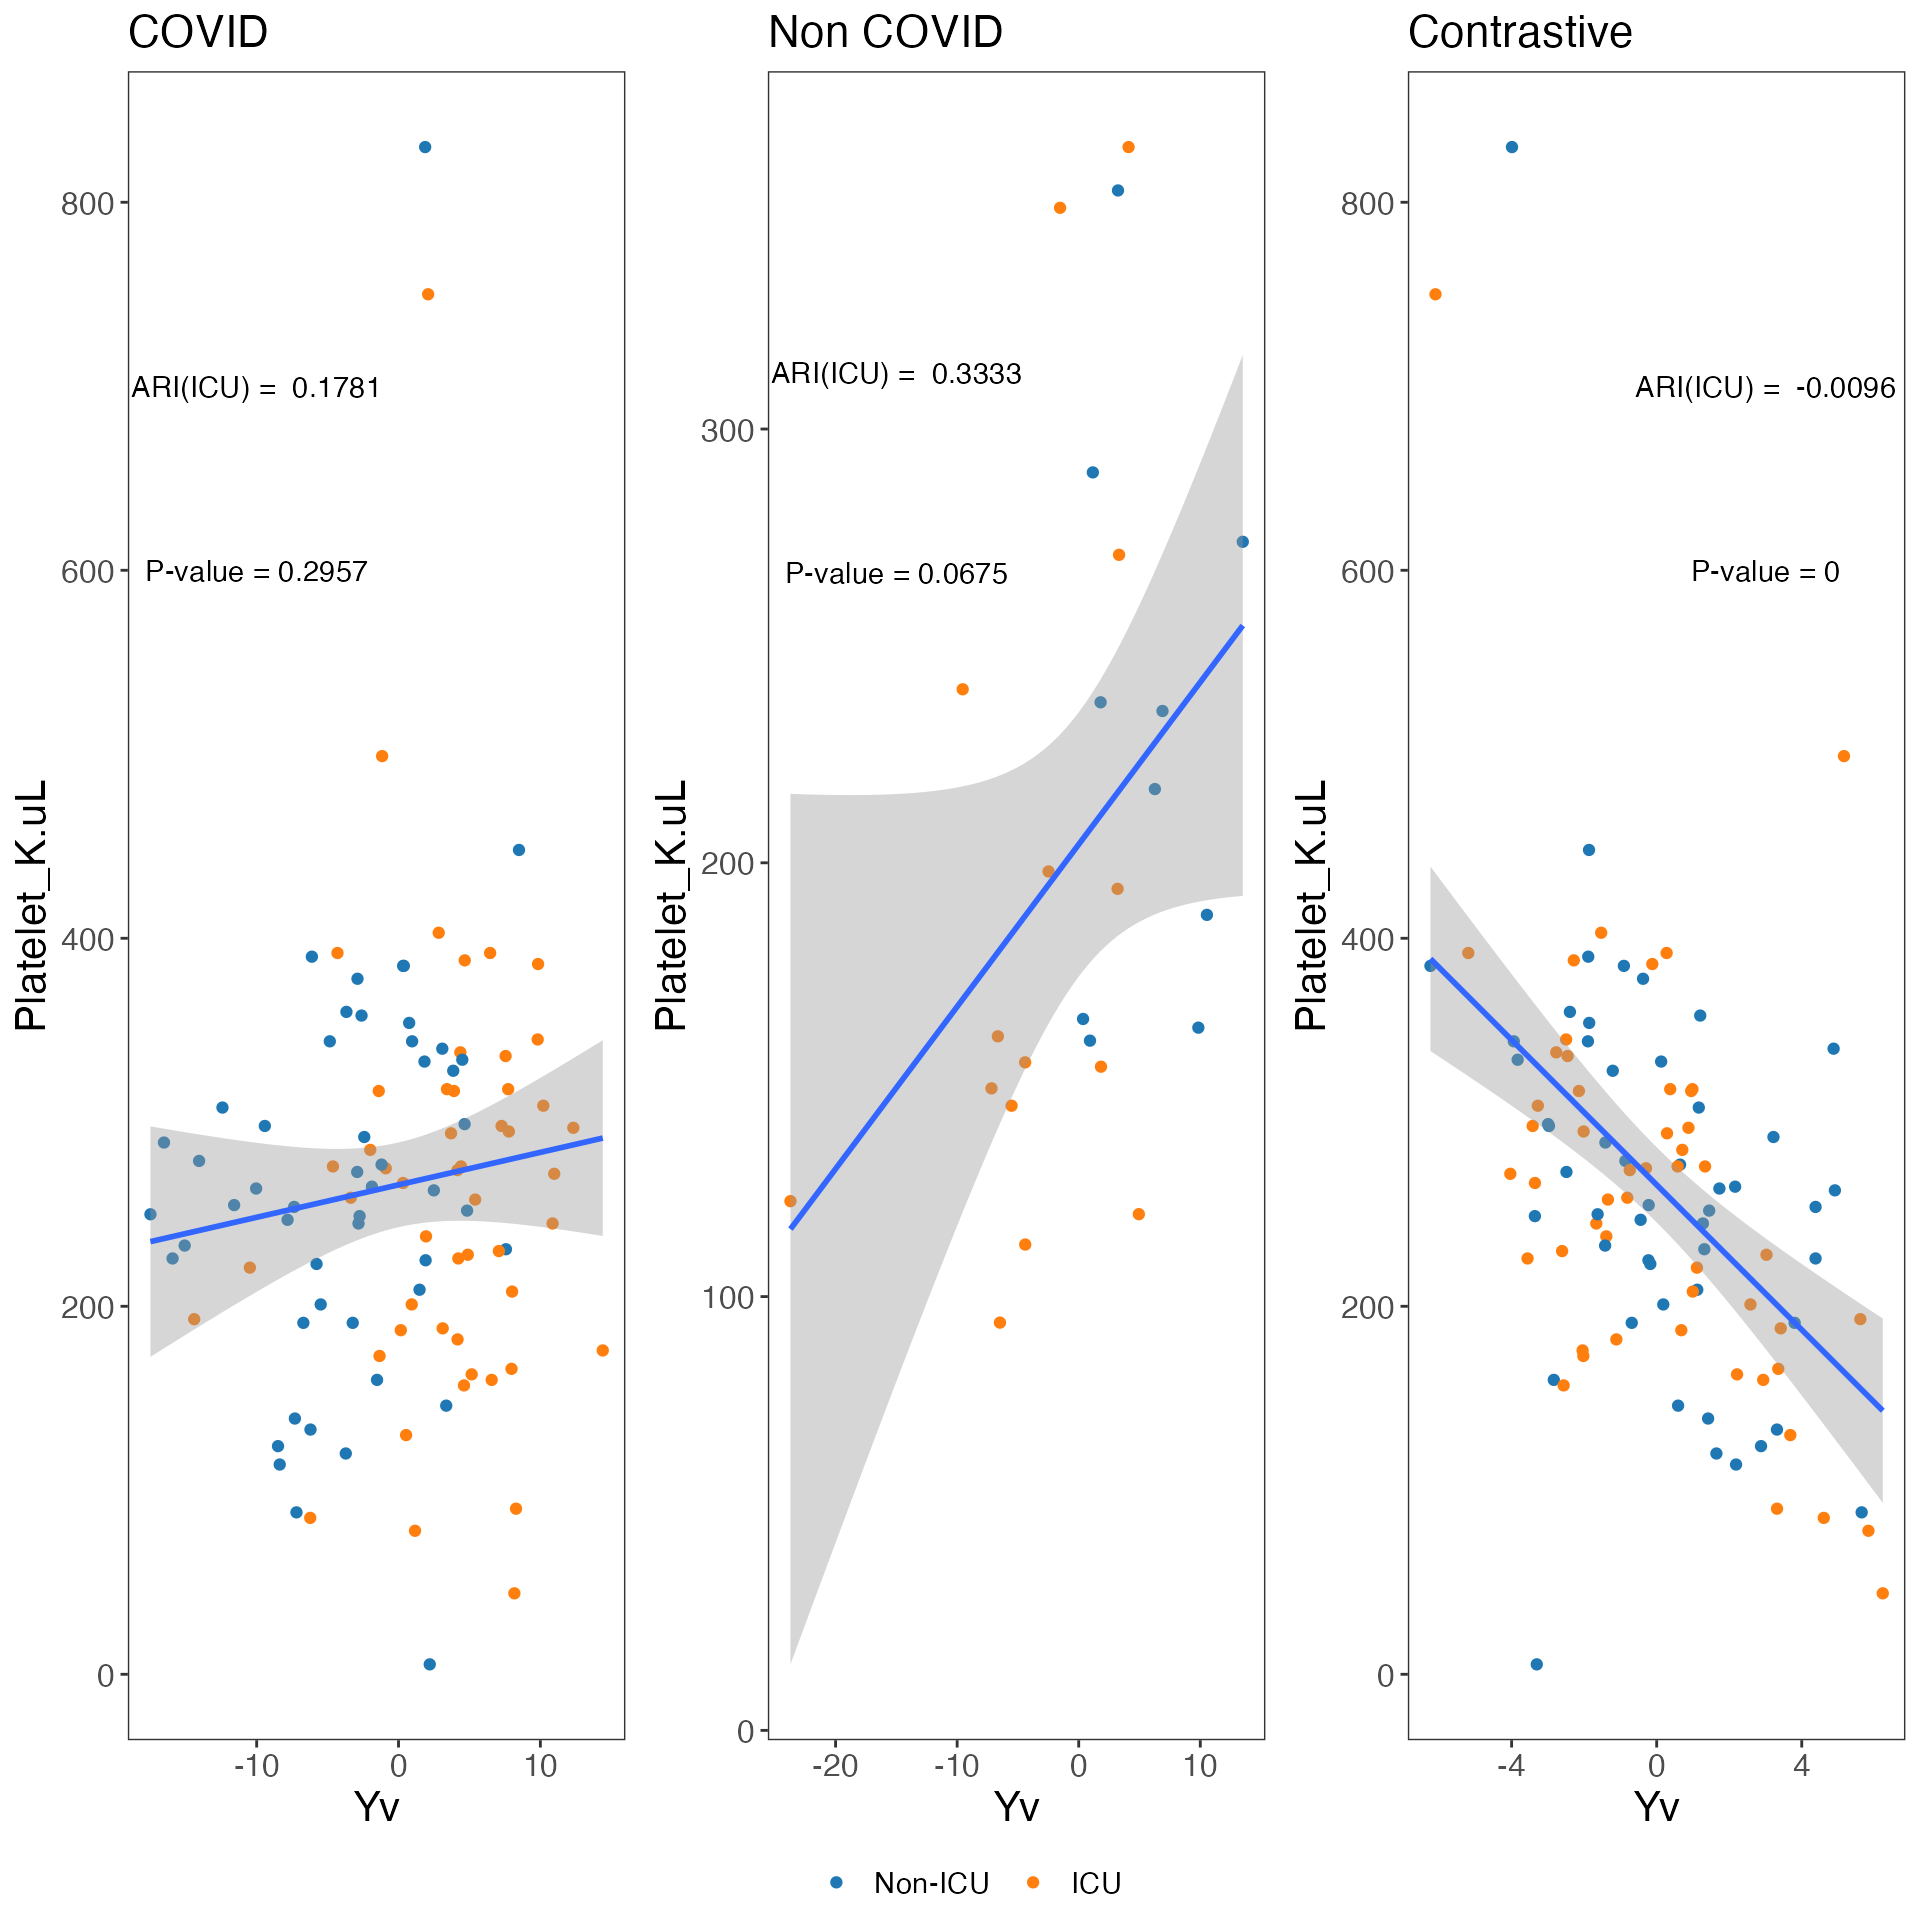 COVID
Non COVID
Contrastive
Platelet_K.uL
800
600
400
200
0
ARI(ICU) = 0.1781
P-value = 0.2957
-10
0
10
Yv
Platelet_K.uL
300
200
100
0
ARI(ICU) = 0.3333
P-value = 0.0675
-20
-10
0
10
Yv
Platelet_K.uL
800
600
400
200
0
ARI(ICU) = -0.0096
P-value = 0
-4
0
4
Yv
Non-ICU
ICU